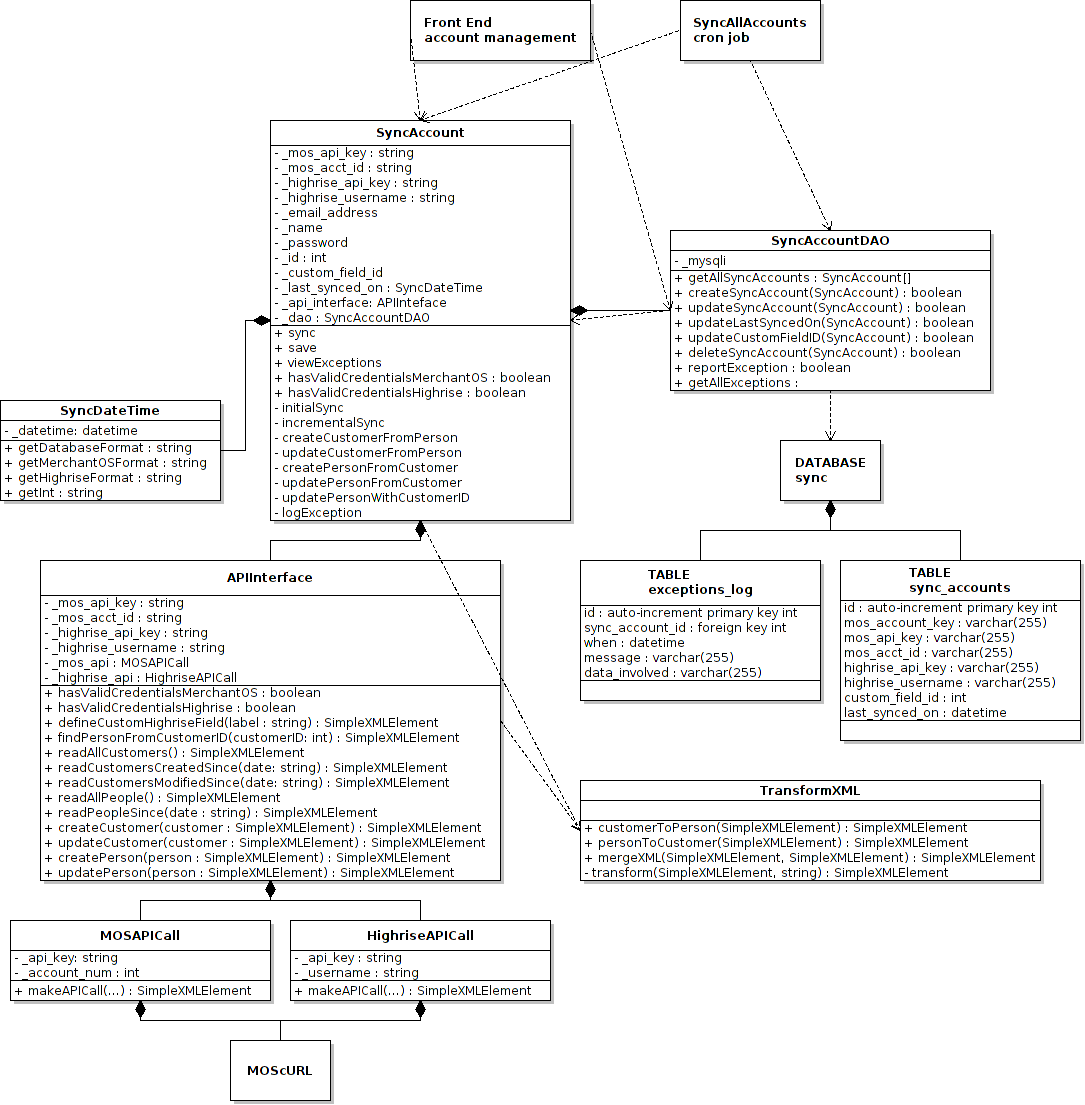 Front End
account management
SyncAllAccounts
cron job
SyncAccount
- _mos_api_key : string
- _mos_acct_id : string
- _highrise_api_key : string
- _highrise_username : string
- _email_address
- _name
- _password
- _id : int
- _custom_field_id
- _last_synced_on : SyncDateTime
- _api_interface: APIInteface
- _dao : SyncAccountDAO
+ sync
+ save
+ viewExceptions
+ hasValidCredentialsMerchantOS : boolean
+ hasValidCredentialsHighrise : boolean
- initialSync
- incrementalSync
- createCustomerFromPerson
- updateCustomerFromPerson
- createPersonFromCustomer
- updatePersonFromCustomer
- updatePersonWithCustomerID
- logException
SyncAccountDAO
- _mysqli
+ getAllSyncAccounts : SyncAccount[]
+ createSyncAccount(SyncAccount) : boolean
+ updateSyncAccount(SyncAccount) : boolean
+ updateLastSyncedOn(SyncAccount) : boolean
+ updateCustomFieldID(SyncAccount) : boolean
+ deleteSyncAccount(SyncAccount) : boolean
+ reportException : boolean
+ getAllExceptions :
SyncDateTime
- _datetime: datetime
+ getDatabaseFormat : string
+ getMerchantOSFormat : string
+ getHighriseFormat : string
+ getInt : string
DATABASE
sync
APIInterface
- _mos_api_key : string
- _mos_acct_id : string
- _highrise_api_key : string
- _highrise_username : string
- _mos_api : MOSAPICall
- _highrise_api : HighriseAPICall
+ hasValidCredentialsMerchantOS : boolean
+ hasValidCredentialsHighrise : boolean
+ defineCustomHighriseField(label : string) : SimpleXMLElement
+ findPersonFromCustomerID(customerID: int) : SimpleXMLElement
+ readAllCustomers() : SimpleXMLElement
+ readCustomersCreatedSince(date: string) : SimpleXMLElement
+ readCustomersModifiedSince(date: string) : SimpleXMLElement
+ readAllPeople() : SimpleXMLElement
+ readPeopleSince(date : string) : SimpleXMLElement
+ createCustomer(customer : SimpleXMLElement) : SimpleXMLElement
+ updateCustomer(customer : SimpleXMLElement) : SimpleXMLElement
+ createPerson(person : SimpleXMLElement) : SimpleXMLElement
+ updatePerson(person : SimpleXMLElement) : SimpleXMLElement
TABLE
exceptions_log
id : auto-increment primary key int
sync_account_id : foreign key int
when : datetime
message : varchar(255)
data_involved : varchar(255)
TABLE
sync_accounts
id : auto-increment primary key int
mos_account_key : varchar(255)
mos_api_key : varchar(255)
mos_acct_id : varchar(255)
highrise_api_key : varchar(255)
highrise_username : varchar(255)
custom_field_id : int
last_synced_on : datetime
TransformXML
+ customerToPerson(SimpleXMLElement) : SimpleXMLElement
+ personToCustomer(SimpleXMLElement) : SimpleXMLElement
+ mergeXML(SimpleXMLElement, SimpleXMLElement) : SimpleXMLElement
- transform(SimpleXMLElement, string) : SimpleXMLElement
MOSAPICall
- _api_key: string
- _account_num : int
+ makeAPICall(...) : SimpleXMLElement
HighriseAPICall
- _api_key : string
- _username : string
+ makeAPICall(...) : SimpleXMLElement
MOScURL